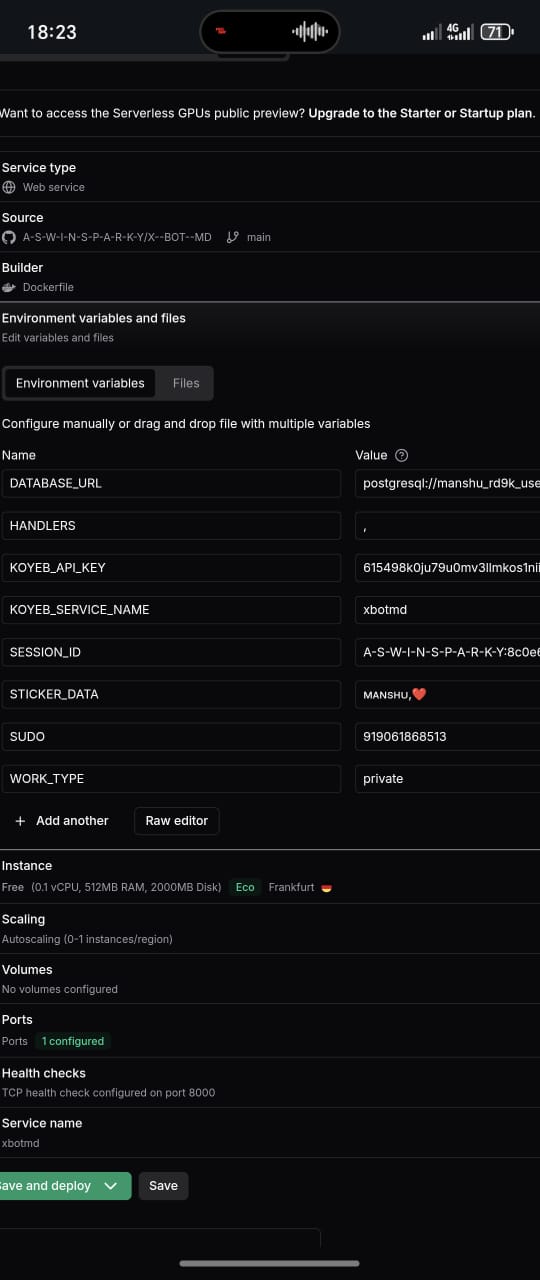 18:23
4G
71
Want to access the Serverless GPUs public preview? Upgrade to the Starter or Startup plan.
Service type
Web service
Source
A-S-W-I-N-S-P-A-R-K-Y/X--BOT--MD main
Builder
Dockerfile
Environment variables and files
Edit variables and files
Environment variables Files
Configure manually or drag and drop file with multiple variables
Name Value ?
DATABASE_URL postgresql://manshu_rd9k_use
HANDLERS ,
KOYEB_API_KEY 615498k0ju79u0mv3llmkos1nii
KOYEB_SERVICE_NAME xbotmd
SESSION_ID A-S-W-I-N-S-P-A-R-K-Y:8c0e6
STICKER_DATA ᴍᴀɴsʜᴜ,❤️
SUDO 919061868513
WORK_TYPE private
+ Add another Raw editor
Instance
Free (0.1 vCPU, 512MB RAM, 2000MB Disk) Eco Frankfurt
Scaling
Autoscaling (0-1 instances/region)
Volumes
No volumes configured
Ports
Ports 1 configured
Health checks
TCP health check configured on port 8000
Service name
xbotmd
Save and deploy Save